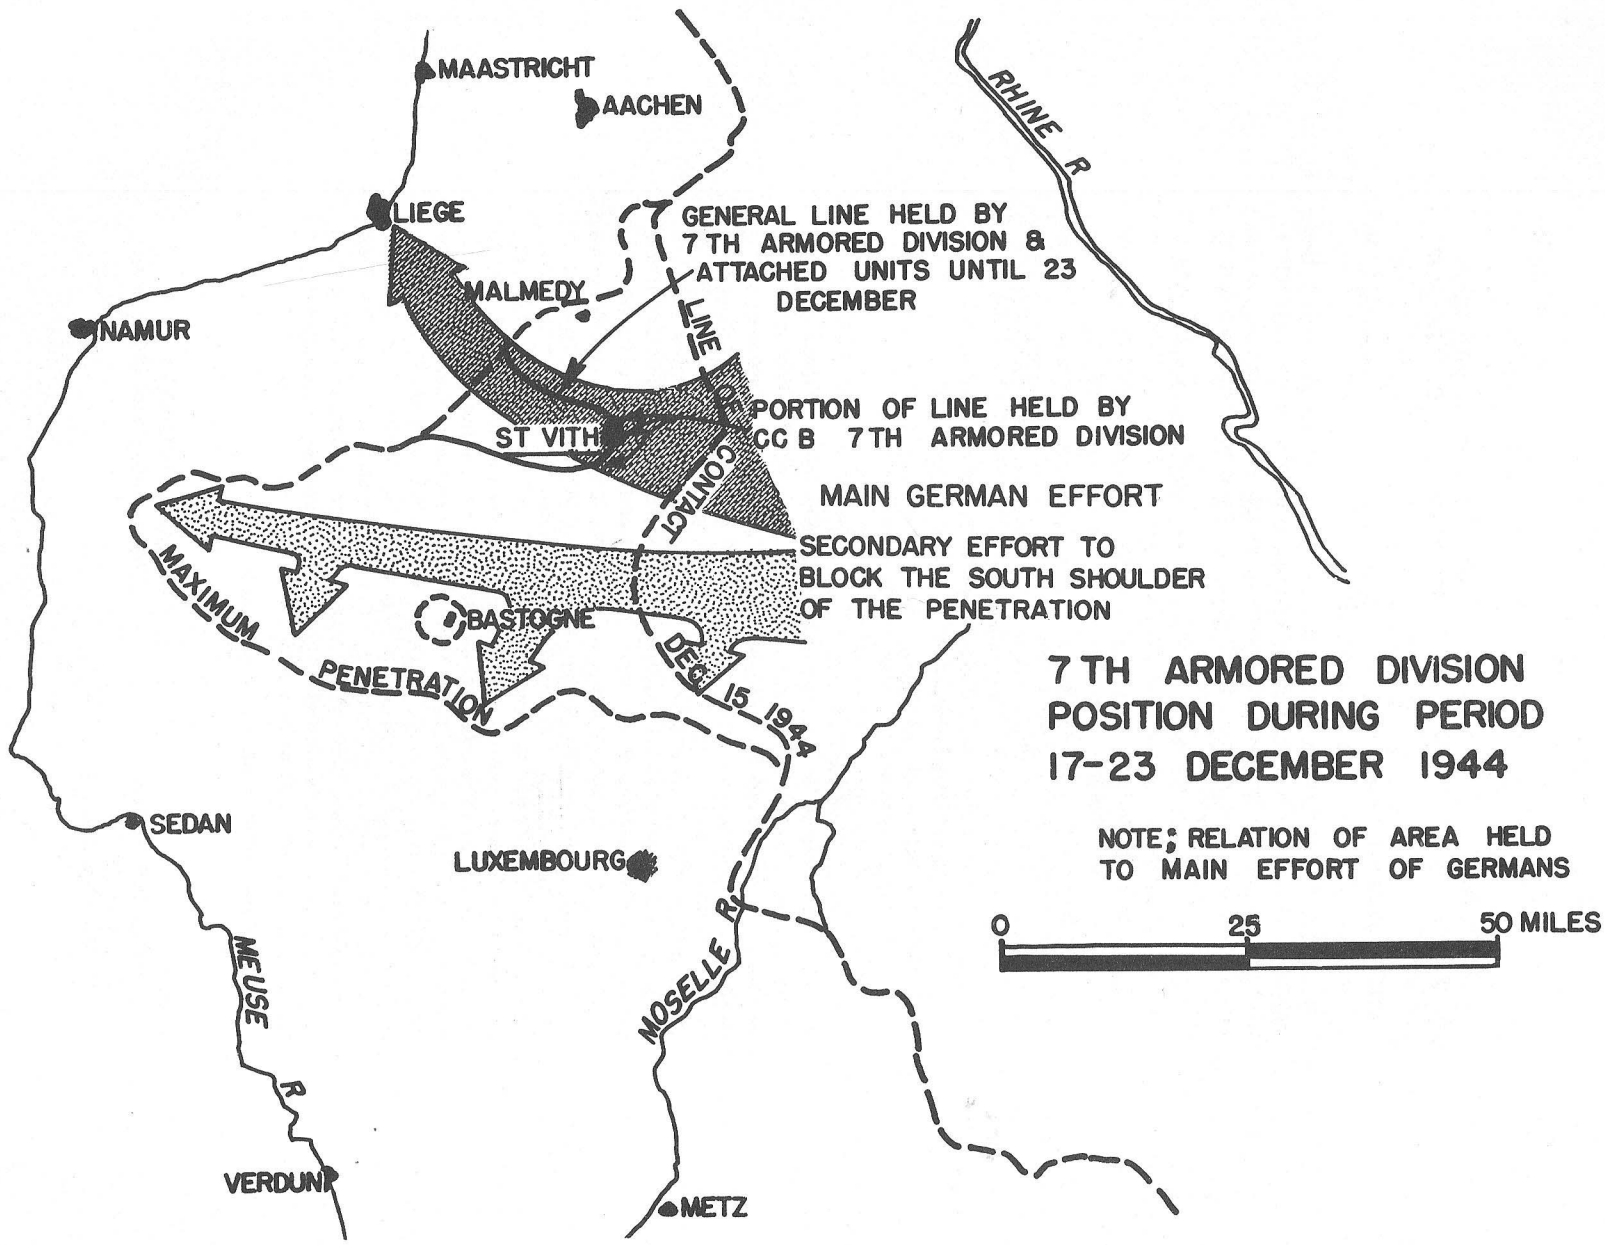 MAASTRICHT
AACHEN
RHINE R
LIEGE
GENERAL LINE HELD BY
7TH ARMORED DIVISION &
ATTACHED UNITS UNTIL 23
DECEMBER
MALMEDY
NAMUR
LINE OF CONTACT
PORTION OF LINE HELD BY
CC B 7TH ARMORED DIVISION
ST VITH
MAIN GERMAN EFFORT
SECONDARY EFFORT TO
BLOCK THE SOUTH SHOULDER
OF THE PENETRATION
MAXIMUM PENETRATION
BASTOGNE
DEC 15 1944
7TH ARMORED DIVISION
POSITION DURING PERIOD
17-23 DECEMBER 1944
SEDAN
NOTE; RELATION OF AREA HELD
TO MAIN EFFORT OF GERMANS
LUXEMBOURG
0 25 50 MILES
MEUSE R
MOSELLE R
VERDUN
METZ